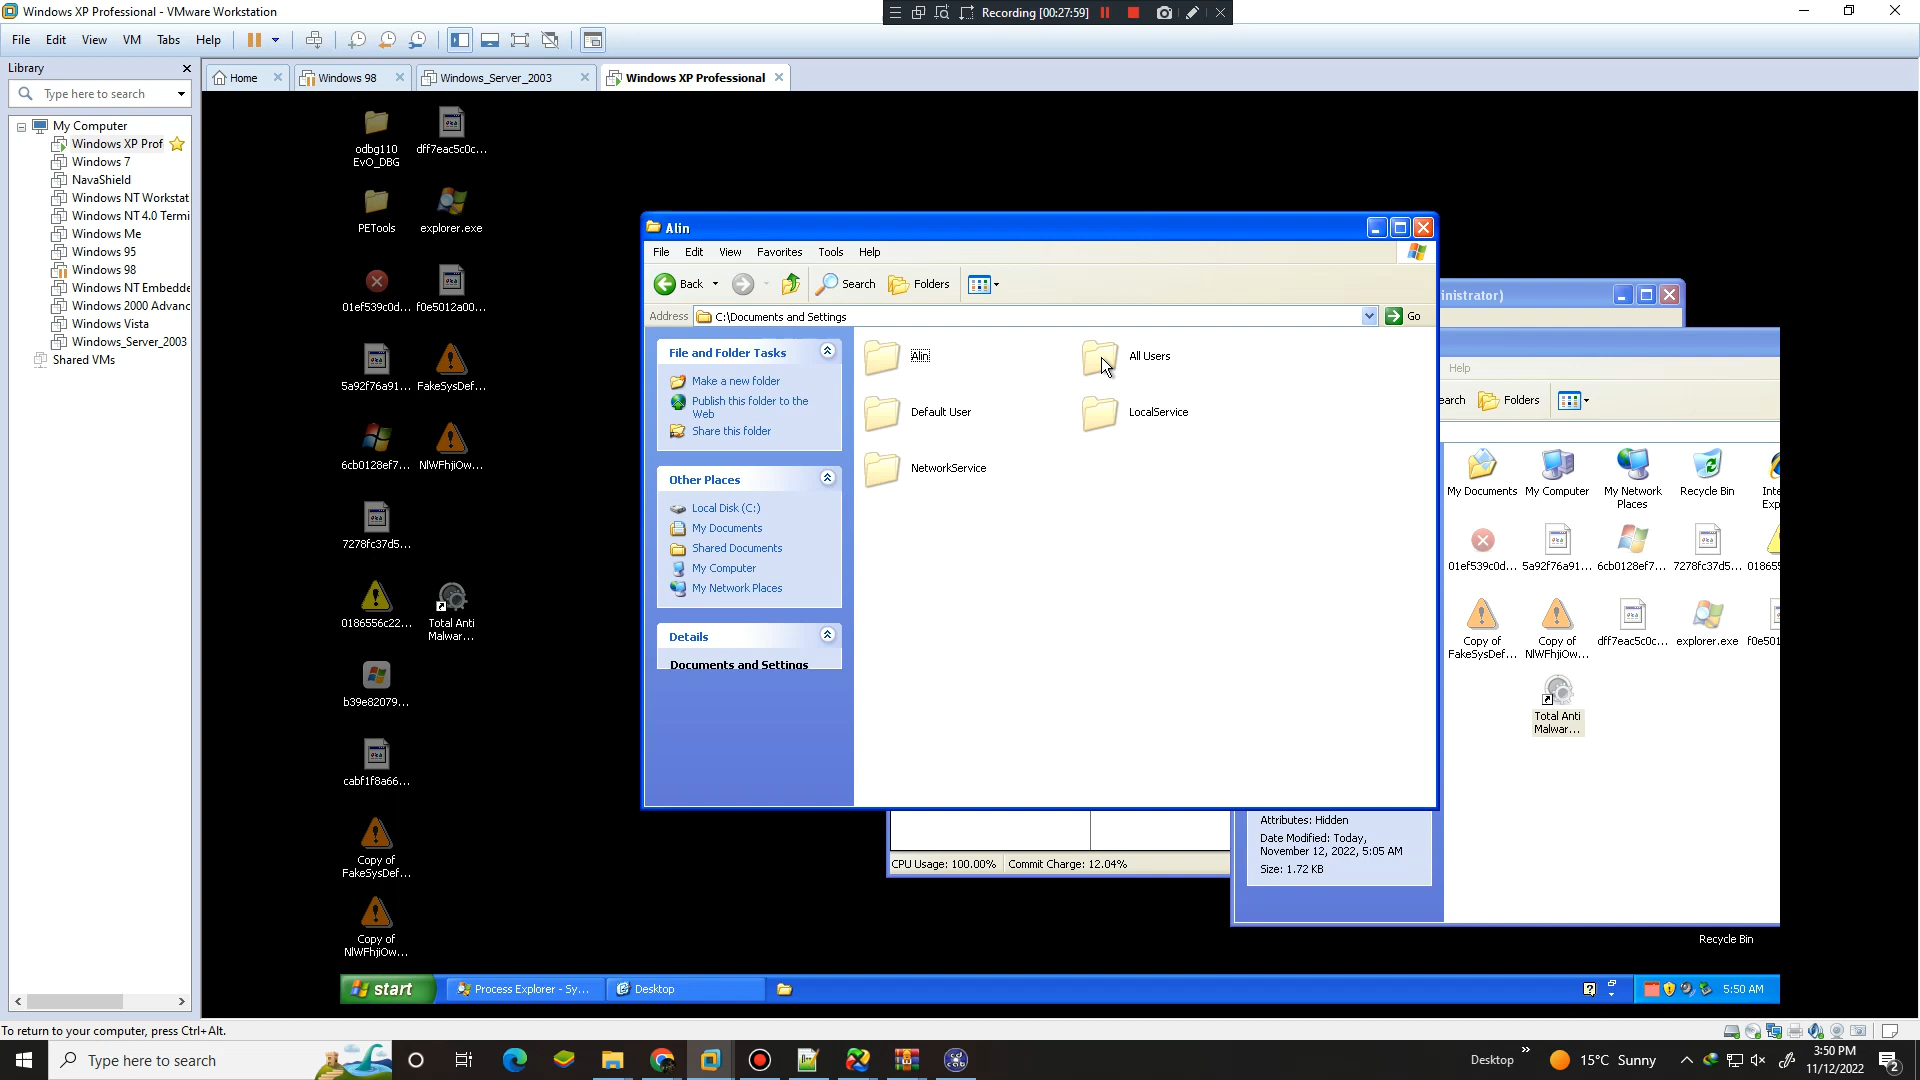 Windows XP Professional - VMware Workstation
Recording [00:27:59]
File Edit View VM Tabs Help
Library
Home
Windows 98
Windows_Server_2003
Windows XP Professional
Type here to search
My Computer
Windows XP Prof
Windows 7
NavaShield
Windows NT Workstat
Windows NT 4.0 Termi
Windows Me
Windows 95
Windows 98
Windows NT Embedde
Windows 2000 Advanc
Windows Vista
Windows_Server_2003
Shared VMs
odbg110
EvO_DBG
dff7eac5c0c...
PETools
explorer.exe
01ef539c0d...
f0e5012a00...
5a92f76a91...
FakeSysDef...
6cb0128ef7...
NlWFhjiOw...
7278fc37d5...
0186556c22...
Total Anti
Malwar...
b39e82079...
cabf1f8a66...
Copy of
FakeSysDef...
Copy of
NlWFhjiOw...
Alin
File Edit View Favorites Tools Help
Back
Search
Folders
Address
C:\Documents and Settings
Go
File and Folder Tasks
Make a new folder
Publish this folder to the
Web
Share this folder
Other Places
Local Disk (C:)
My Documents
Shared Documents
My Computer
My Network Places
Details
Documents and Settings
Alin
All Users
Default User
LocalService
NetworkService
inistrator)
Help
earch
Folders
My Documents
My Computer
My Network
Places
Recycle Bin
Inte
Exp
01ef539c0d...
5a92f76a91...
6cb0128ef7...
7278fc37d5...
01865
Copy of
FakeSysDef...
Copy of
NlWFhjiOw...
dff7eac5c0c...
explorer.exe
f0e501
Total Anti
Malwar...
Attributes: Hidden
Date Modified: Today,
November 12, 2022, 5:05 AM
Size: 1.72 KB
CPU Usage: 100.00%
Commit Charge: 12.04%
Recycle Bin
start
Process Explorer - Sy...
Desktop
5:50 AM
To return to your computer, press Ctrl+Alt.
Type here to search
Desktop
15°C Sunny
3:50 PM
11/12/2022
2